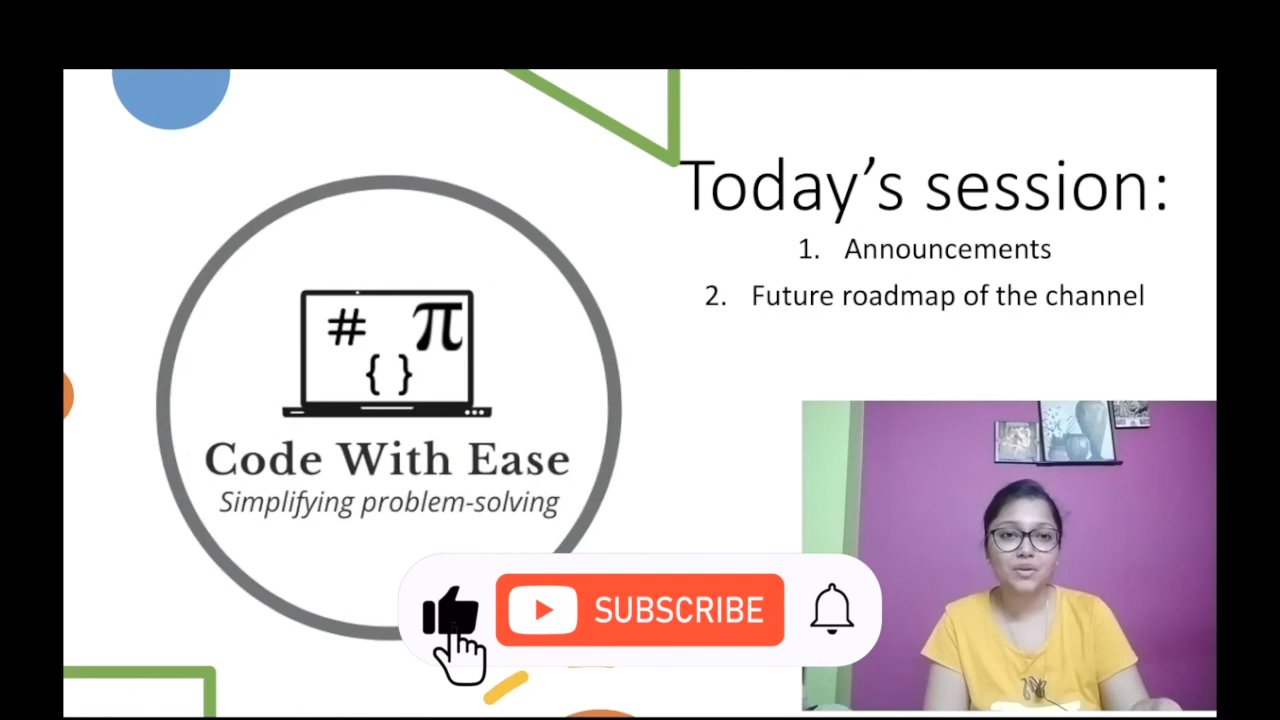 Today’s session:
1. Announcements
2. Future roadmap of the channel
# π
{ }
Code With Ease
Simplifying problem-solving
SUBSCRIBE